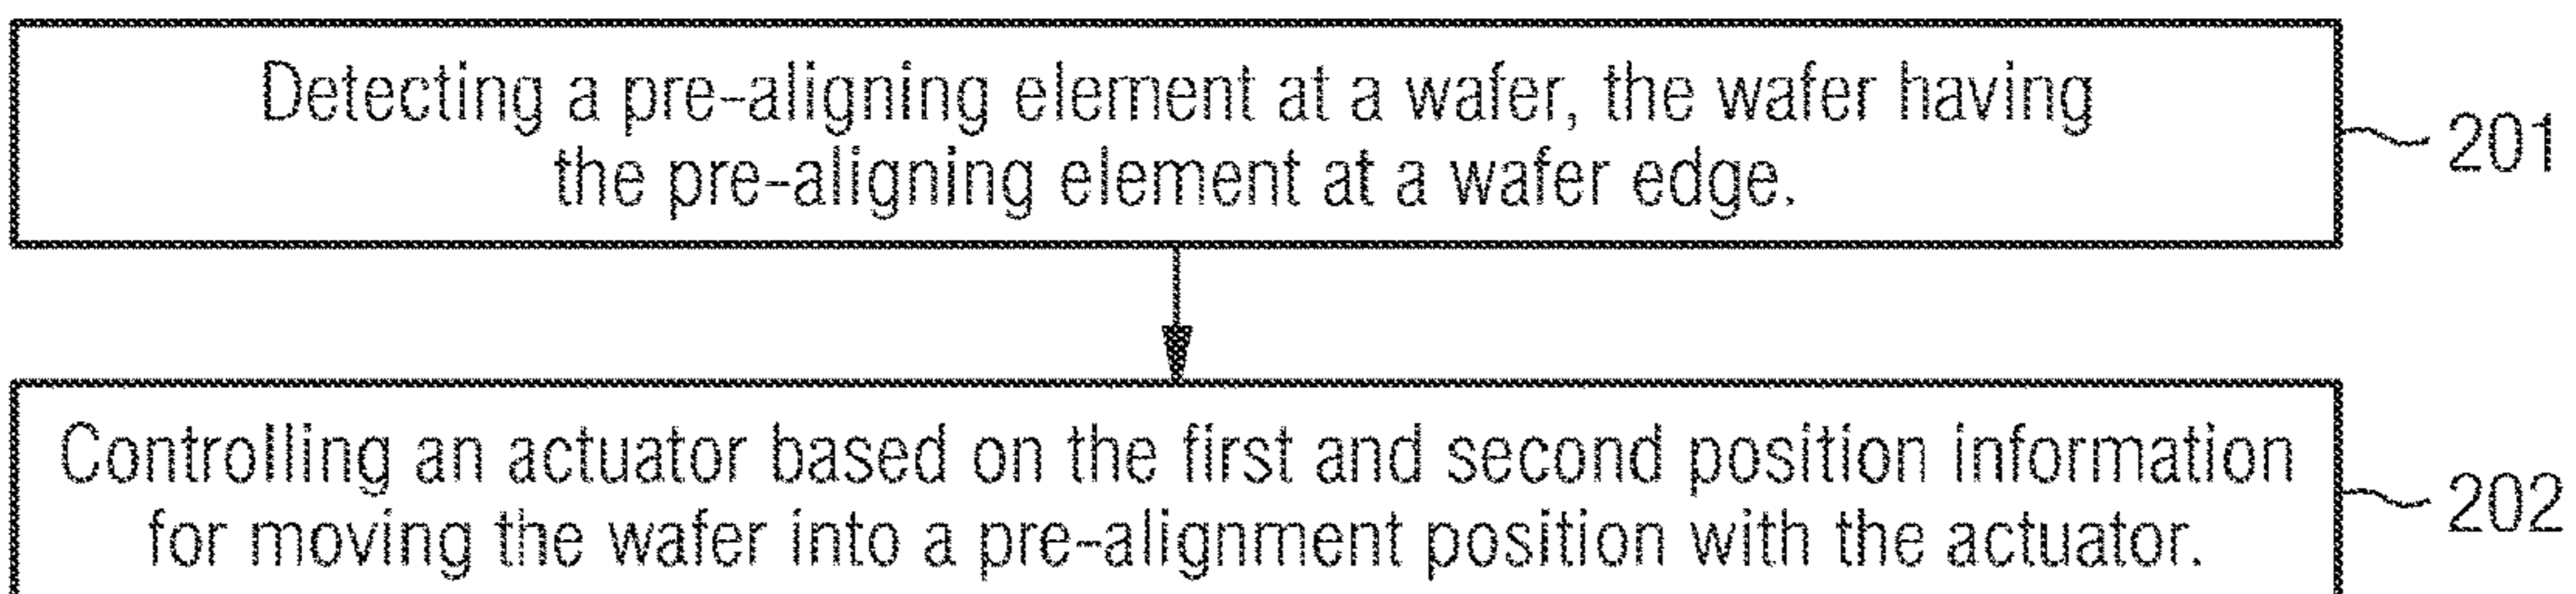 Detecting a pre-aligning element at a wafer, the wafer having
the pre-aligning element at a wafer edge.
201
Controlling an actuator based on the first and second position information
for moving the wafer into a pre-alignment position with the actuator.
202